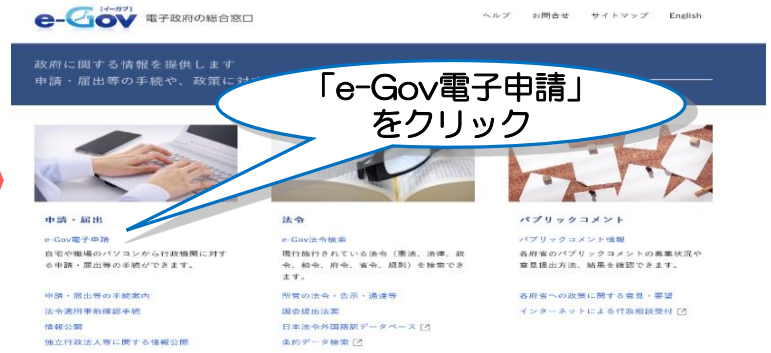 [イーガブ]
e-Gov 電子政府の総合窓口
ヘルプ お問合せ サイトマップ English
政府に関する情報を提供します
申請・届出等の手続や、政策に対
「e-Gov電子申請」
をクリック
申請・届出
e-Gov電子申請
自宅や職場のパソコンから行政機関に対す
る申請・届出等の手続ができます。
申請・届出等の手続案内
法令適用事前確認手続
情報公開
独立行政法人等に関する情報公開
法令
e-Gov法令検索
現行施行されている法令（憲法、法律、政
令、勅令、府令、省令、規則）を検索でき
ます。
所管の法令・告示・通達等
国会提出法案
日本法令外国語訳データベース
条約データ検索
パブリックコメント
パブリックコメント情報
各府省のパブリックコメントの募集状況や
意見提出方法、結果を確認できます。
各府省への政策に関する意見・要望
インターネットによる行政相談受付